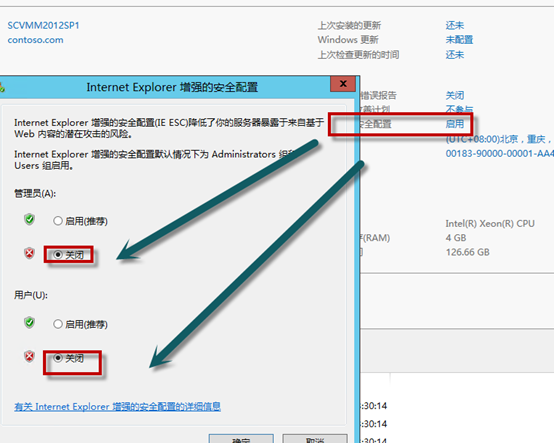 SCVMM2012SP1
contoso.com
上次安装的更新 还未
Windows 更新 未配置
上次检查更新的时间 还未
错误报告 关闭
不参与
安全配置 启用
(UTC+08:00)北京，重庆，
00183-90000-00001-AA4
Intel(R) Xeon(R) CPU
(RAM) 4 GB
126.66 GB
Internet Explorer 增强的安全配置
Internet Explorer 增强的安全配置(IE ESC)降低了你的服务器暴露于来自基于
Web 内容的潜在攻击的风险。
Internet Explorer 增强的安全配置默认情况下为 Administrators 组和
Users 组启用。
管理员(A):
启用(推荐)
关闭
用户(U):
启用(推荐)
关闭
有关 Internet Explorer 增强的安全配置的详细信息
确定 取消
:30:14
:30:14
:30:14